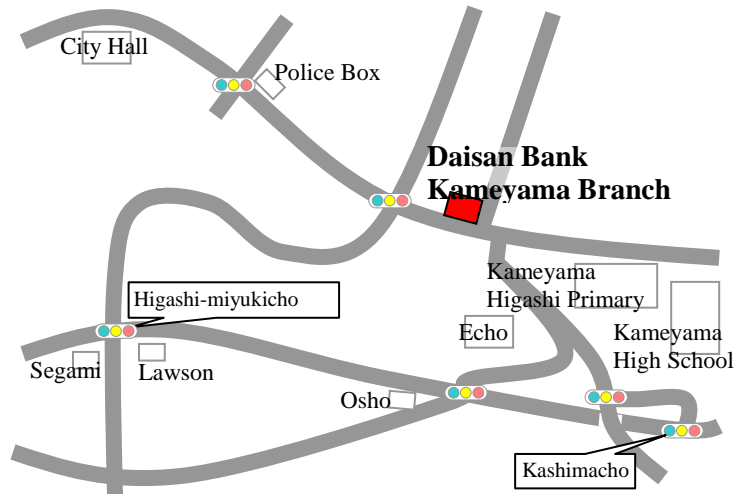 City Hall
Police Box
Daisan Bank
Kameyama Branch
Higashi-miyukicho
Kameyama
Higashi Primary
Echo
Kameyama
High School
Segami
Lawson
Osho
Kashimacho